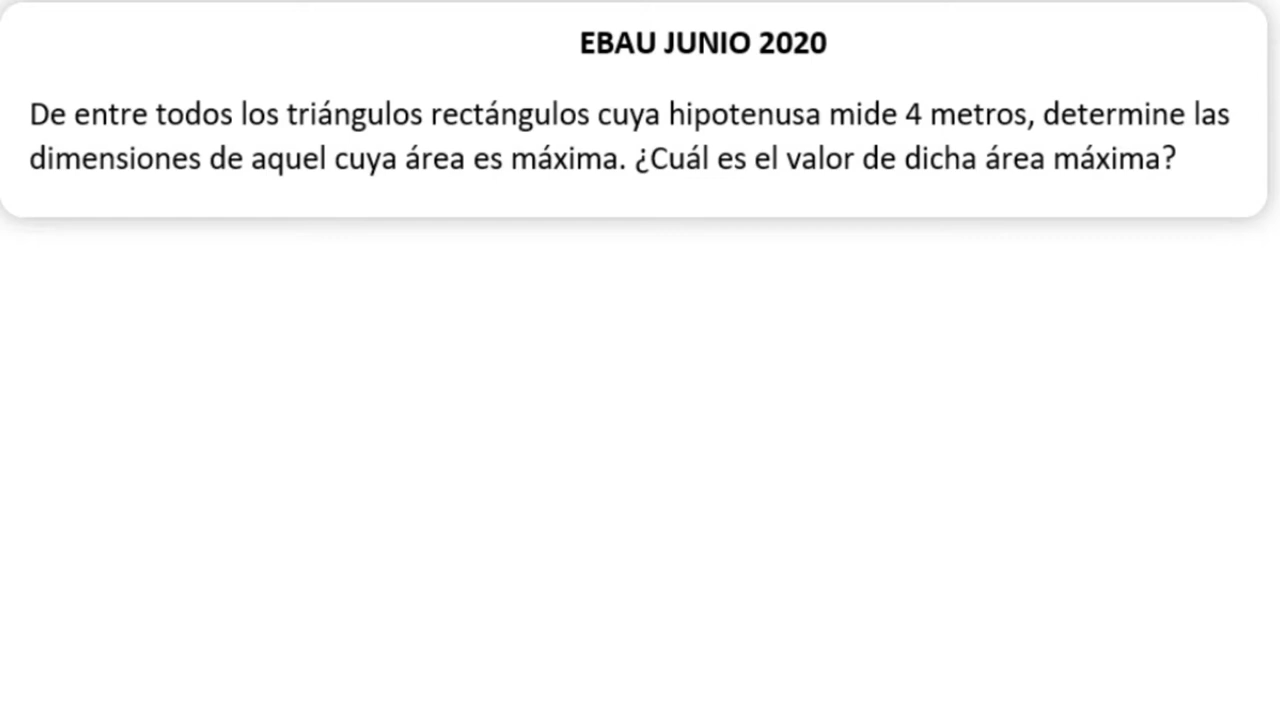 EBAU JUNIO 2020
De entre todos los triángulos rectángulos cuya hipotenusa mide 4 metros, determine las
dimensiones de aquel cuya área es máxima. ¿Cuál es el valor de dicha área máxima?